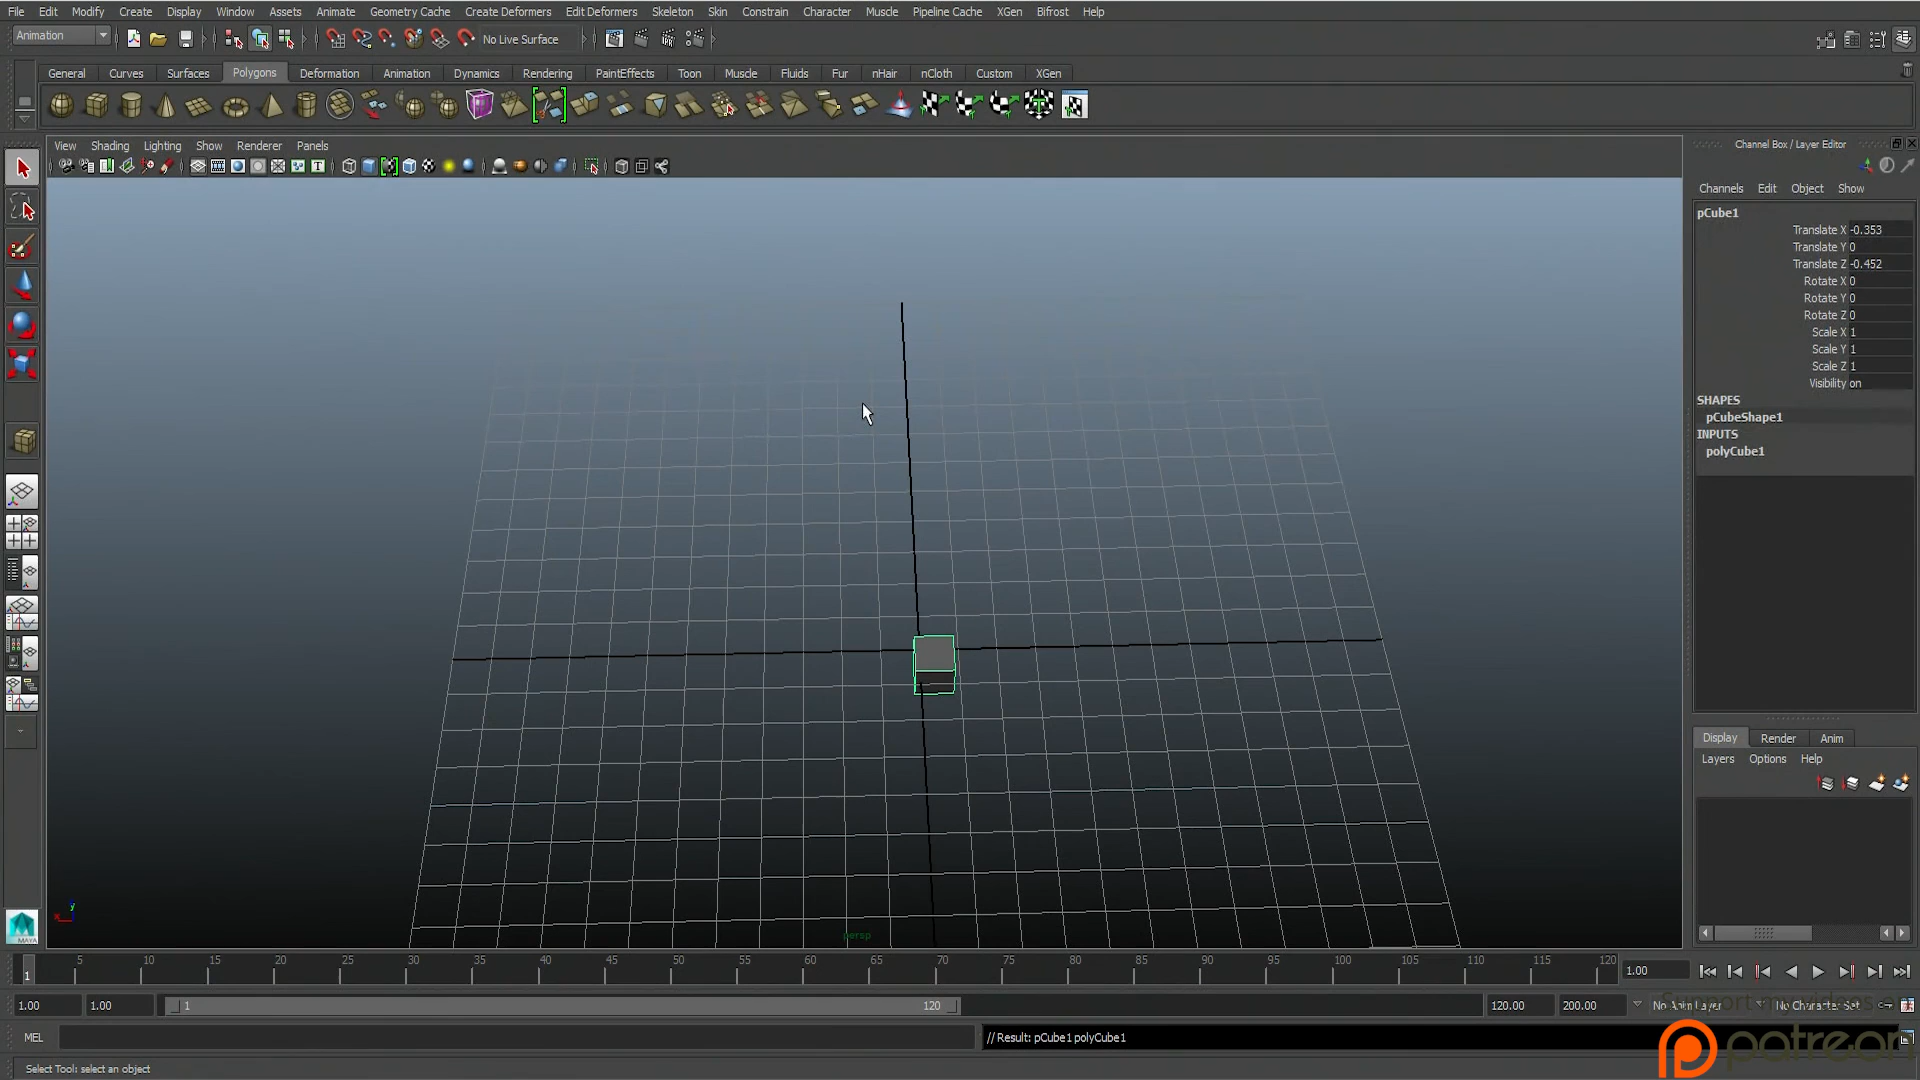 File Edit Modify Create Display Window Assets Animate Geometry Cache Create Deformers Edit Deformers Skeleton Skin Constrain Character Muscle Pipeline Cache XGen Bifrost Help
Animation No Live Surface
General Curves Surfaces Polygons Deformation Animation Dynamics Rendering PaintEffects Toon Muscle Fluids Fur nHair nCloth Custom XGen
View Shading Lighting Show Renderer Panels
Channel Box / Layer Editor
Channels Edit Object Show
pCube1
Translate X -0.353
Translate Y 0
Translate Z -0.452
Rotate X 0
Rotate Y 0
Rotate Z 0
Scale X 1
Scale Y 1
Scale Z 1
Visibility on
SHAPES
pCubeShape1
INPUTS
polyCube1
Display Render Anim
Layers Options Help
y
x
persp
MAYA
1 5 10 15 20 25 30 35 40 45 50 55 60 65 70 75 80 85 90 95 100 105 110 115 120 1.00
1.00 1.00 1 120 120.00 200.00 No Anim Layer No Character Set
Support my videos on
MEL // Result: pCube1 polyCube1
patreon
Select Tool: select an object